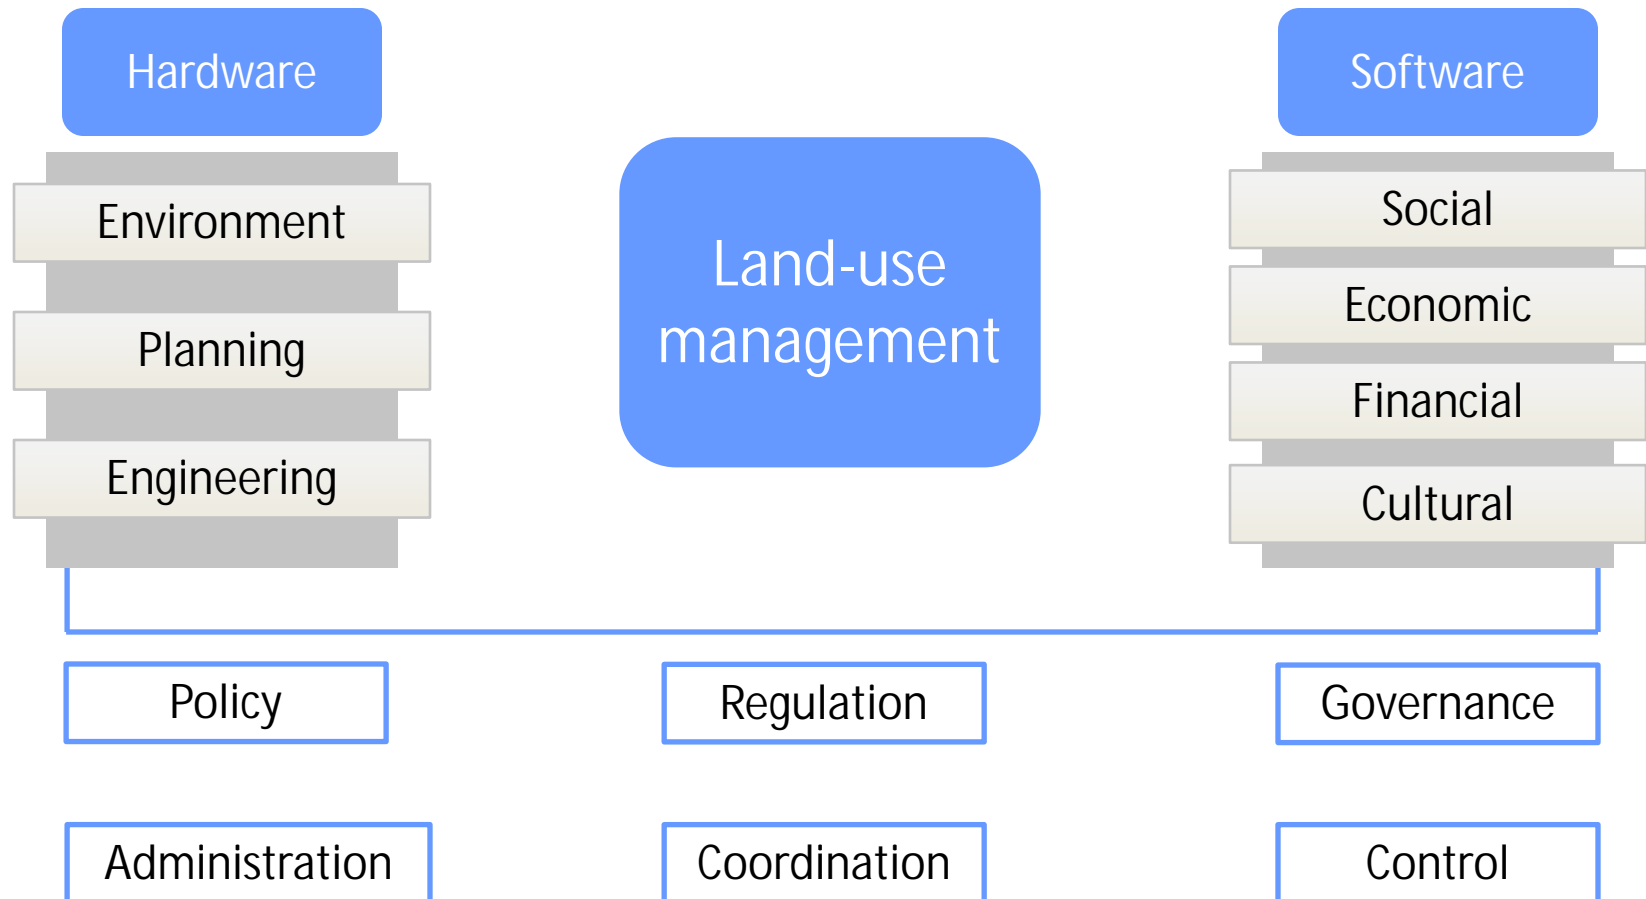 Hardware
Software
Environment
Planning
Engineering
Land-use
management
Social
Economic
Financial
Cultural
Policy
Regulation
Governance
Administration
Coordination
Control